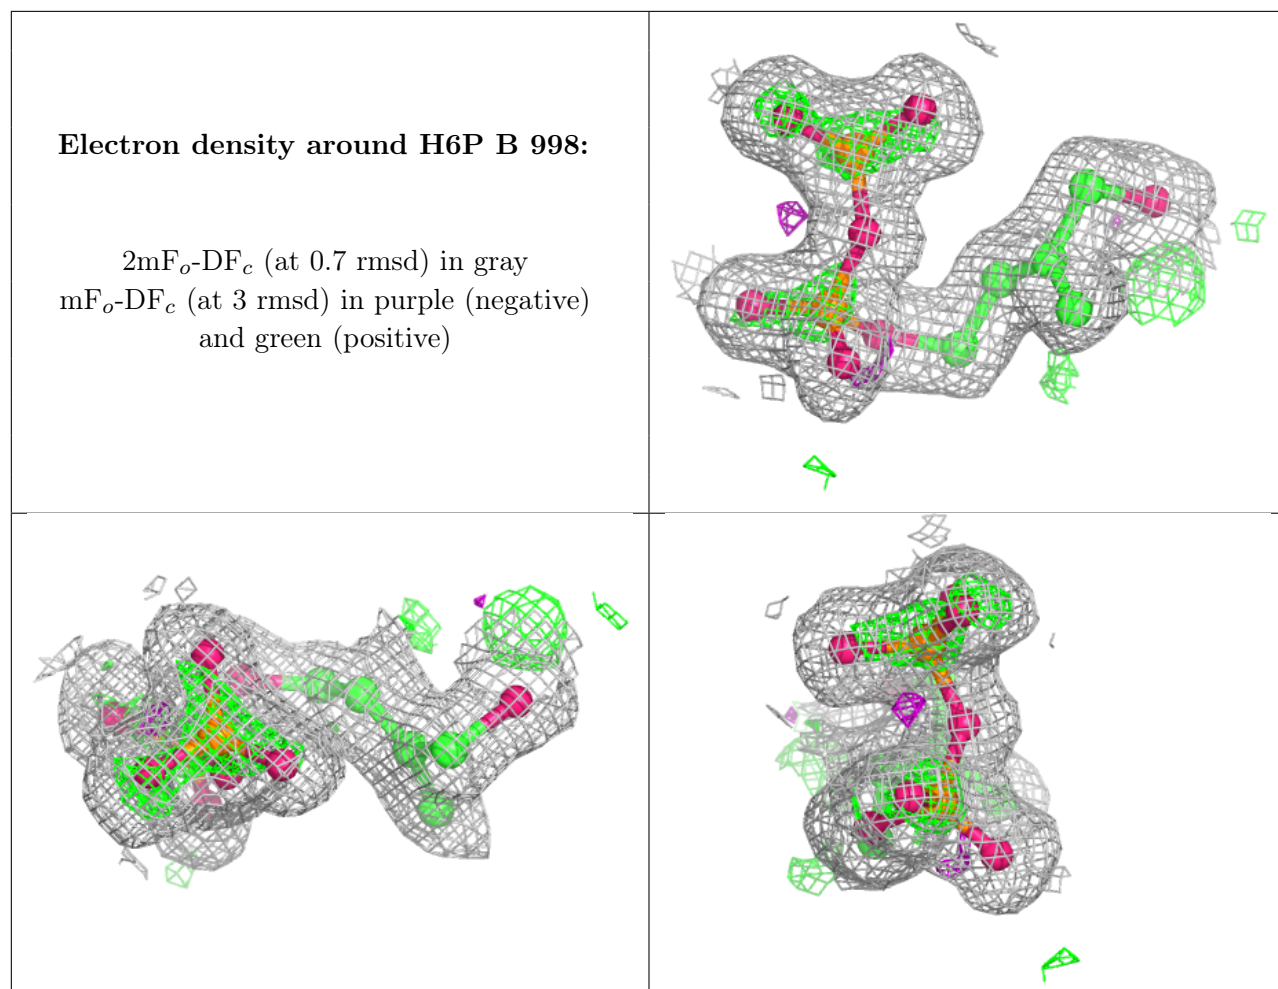 Electron density around H6P B 998:
2mFo-DFc (at 0.7 rmsd) in gray
mFo-DFc (at 3 rmsd) in purple (negative)
and green (positive)